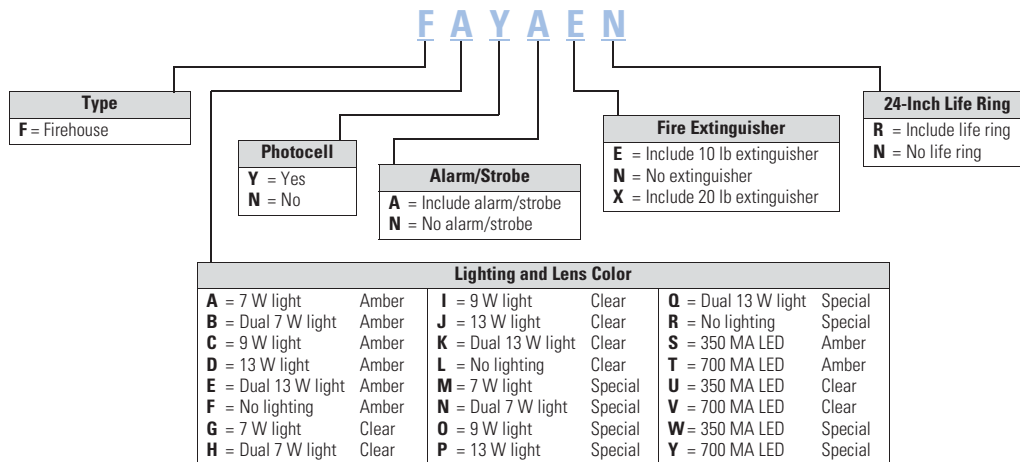 F A Y A E N
Type
F = Firehouse
Photocell
Y = Yes
N = No
Alarm/Strobe
A = Include alarm/strobe
N = No alarm/strobe
Fire Extinguisher
E = Include 10 lb extinguisher
N = No extinguisher
X = Include 20 lb extinguisher
24-Inch Life Ring
R = Include life ring
N = No life ring
Lighting and Lens Color
A = 7 W light Amber
B = Dual 7 W light Amber
C = 9 W light Amber
D = 13 W light Amber
E = Dual 13 W light Amber
F = No lighting Amber
G = 7 W light Clear
H = Dual 7 W light Clear
I = 9 W light Clear
J = 13 W light Clear
K = Dual 13 W light Clear
L = No lighting Clear
M = 7 W light Special
N = Dual 7 W light Special
O = 9 W light Special
P = 13 W light Special
Q = Dual 13 W light Special
R = No lighting Special
S = 350 MA LED Amber
T = 700 MA LED Amber
U = 350 MA LED Clear
V = 700 MA LED Clear
W = 350 MA LED Special
Y = 700 MA LED Special